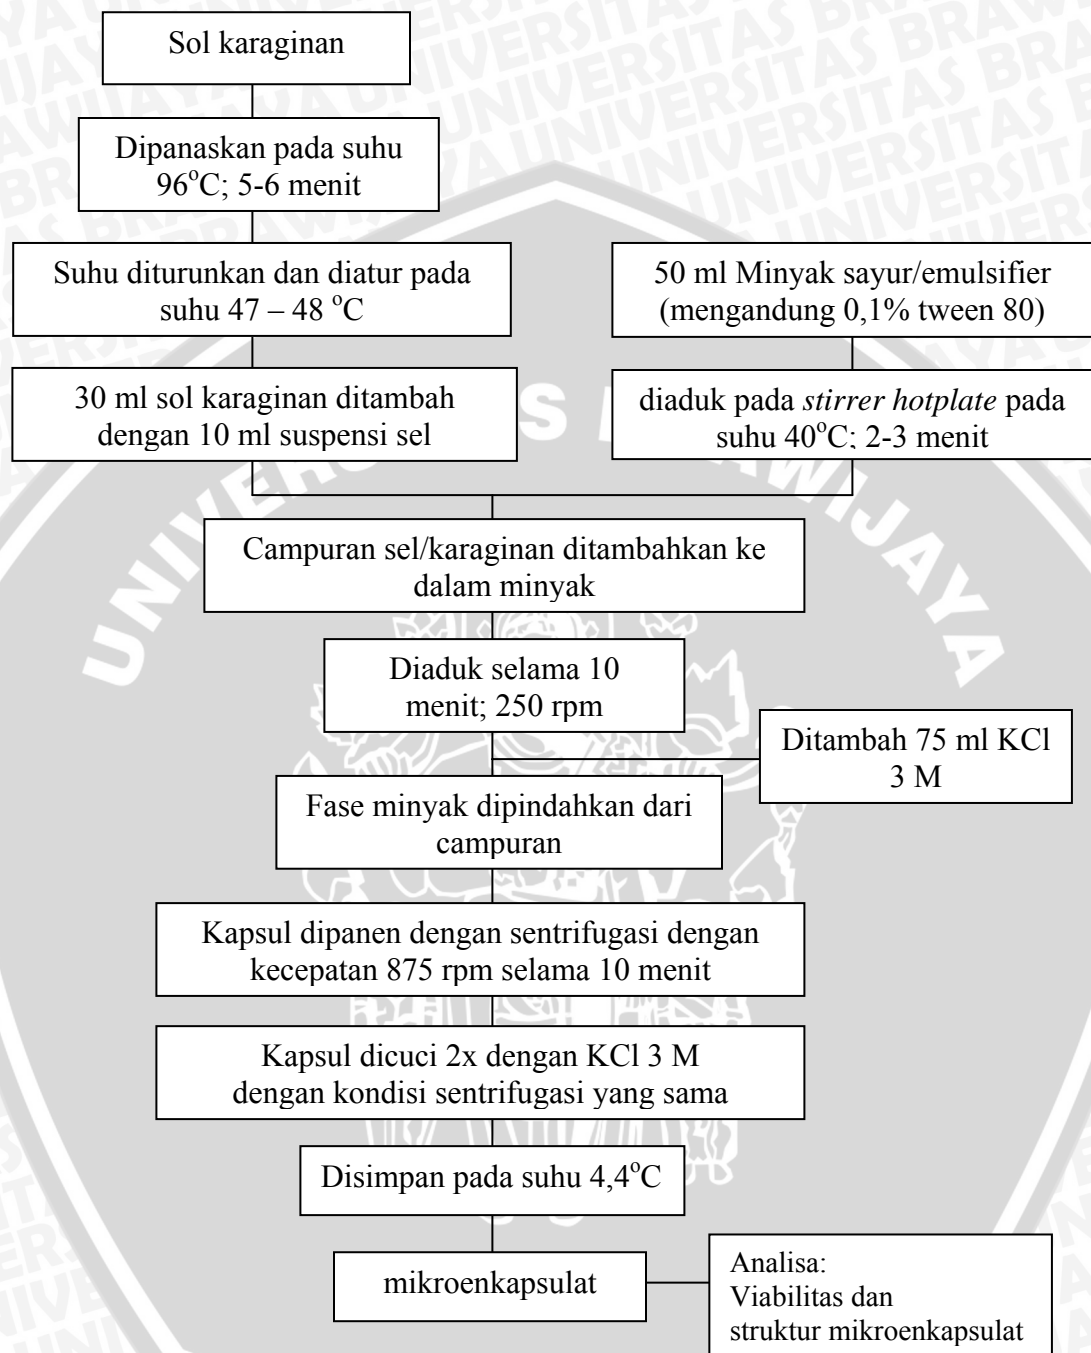 Sol karaginan
Dipanaskan pada suhu
96°C; 5-6 menit
Suhu diturunkan dan diatur pada
suhu 47 – 48 °C
50 ml Minyak sayur/emulsifier
(mengandung 0,1% tween 80)
30 ml sol karaginan ditambah
dengan 10 ml suspensi sel
diaduk pada stirrer hotplate pada
suhu 40°C; 2-3 menit
Campuran sel/karaginan ditambahkan ke
dalam minyak
Diaduk selama 10
menit; 250 rpm
Ditambah 75 ml KCl
3 M
Fase minyak dipindahkan dari
campuran
Kapsul dipanen dengan sentrifugasi dengan
kecepatan 875 rpm selama 10 menit
Kapsul dicuci 2x dengan KCl 3 M
dengan kondisi sentrifugasi yang sama
Disimpan pada suhu 4,4°C
mikroenkapsulat
Analisa:
Viabilitas dan
struktur mikroenkapsulat